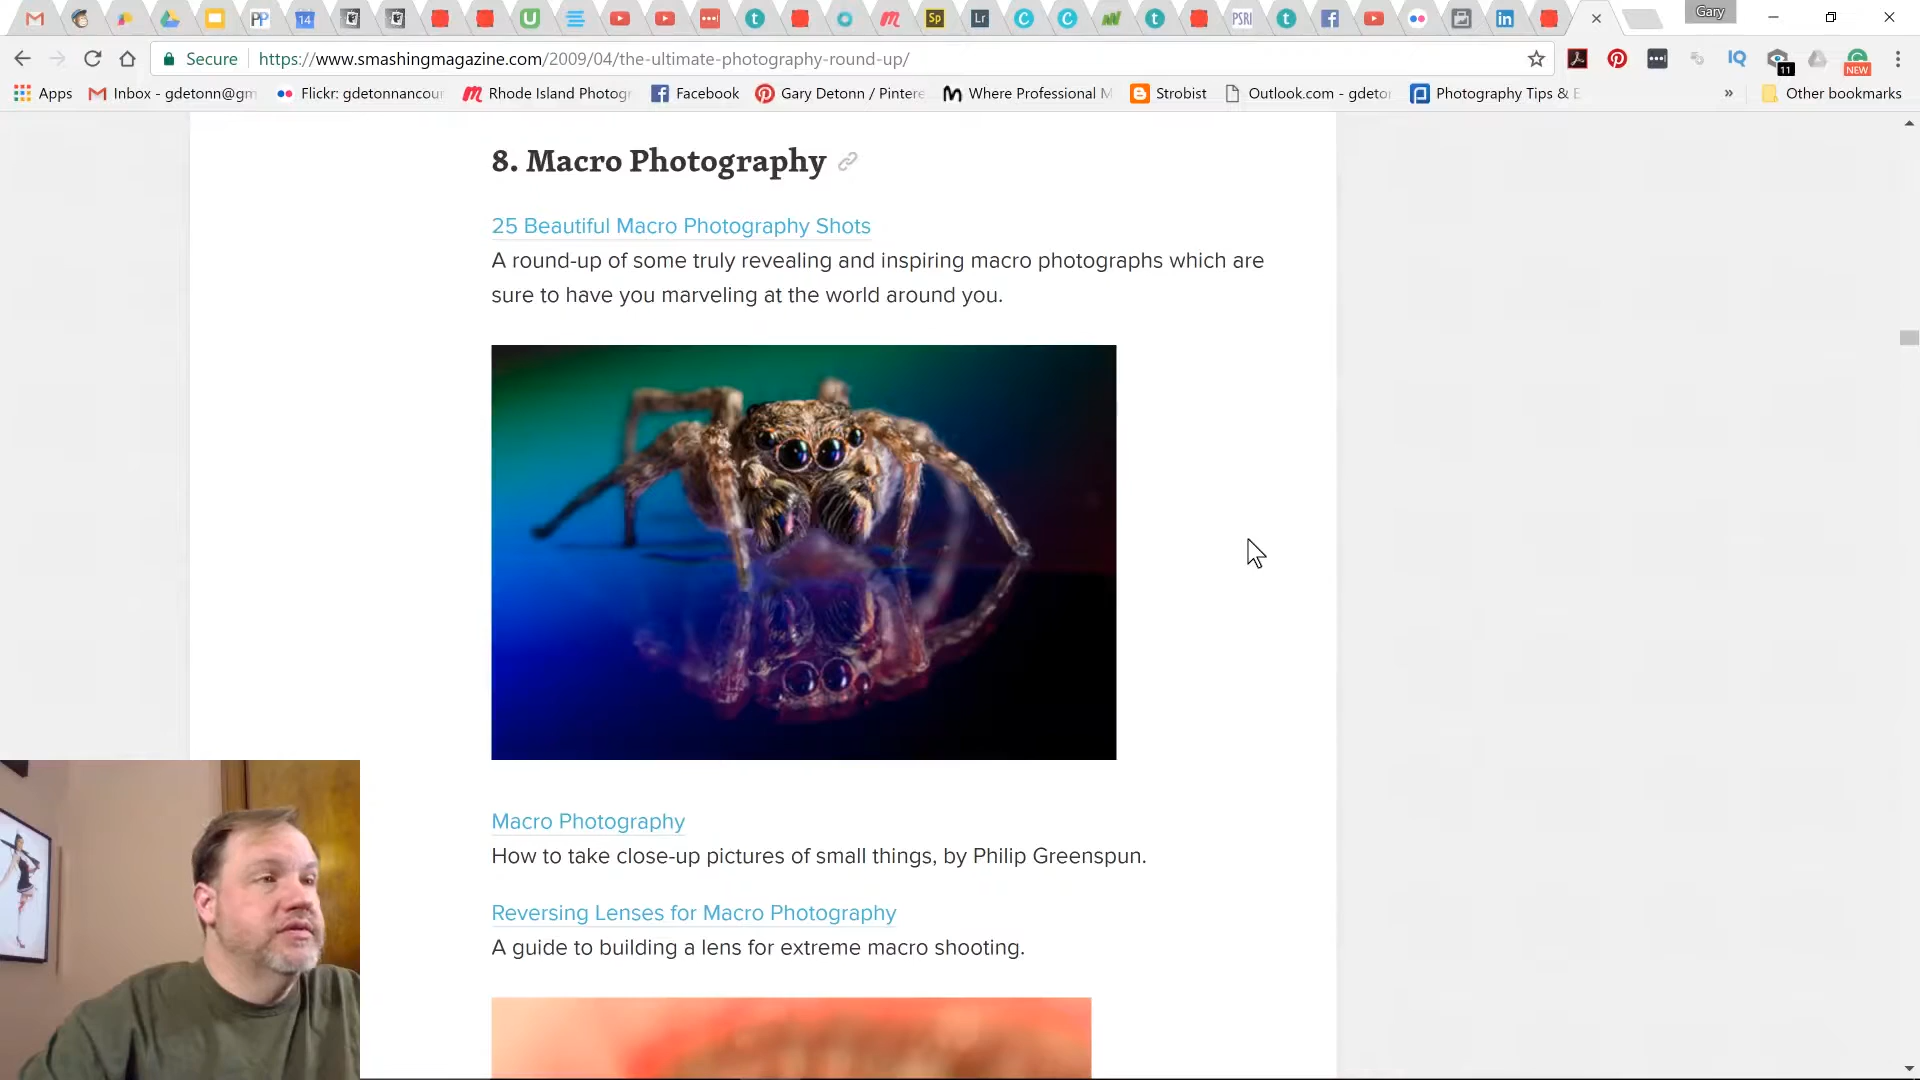 Gary
Secure
https://www.smashingmagazine.com/2009/04/the-ultimate-photography-round-up/
11
NEW
Apps
Inbox - gdetonn@gm
Flickr: gdetonnancour
Rhode Island Photog
Facebook
Gary Detonn / Pintere
Where Professional M
Strobist
Outlook.com - gdeto
Photography Tips & E
»
Other bookmarks
8. Macro Photography
25 Beautiful Macro Photography Shots
A round-up of some truly revealing and inspiring macro photographs which are
sure to have you marveling at the world around you.
Macro Photography
How to take close-up pictures of small things, by Philip Greenspun.
Reversing Lenses for Macro Photography
A guide to building a lens for extreme macro shooting.